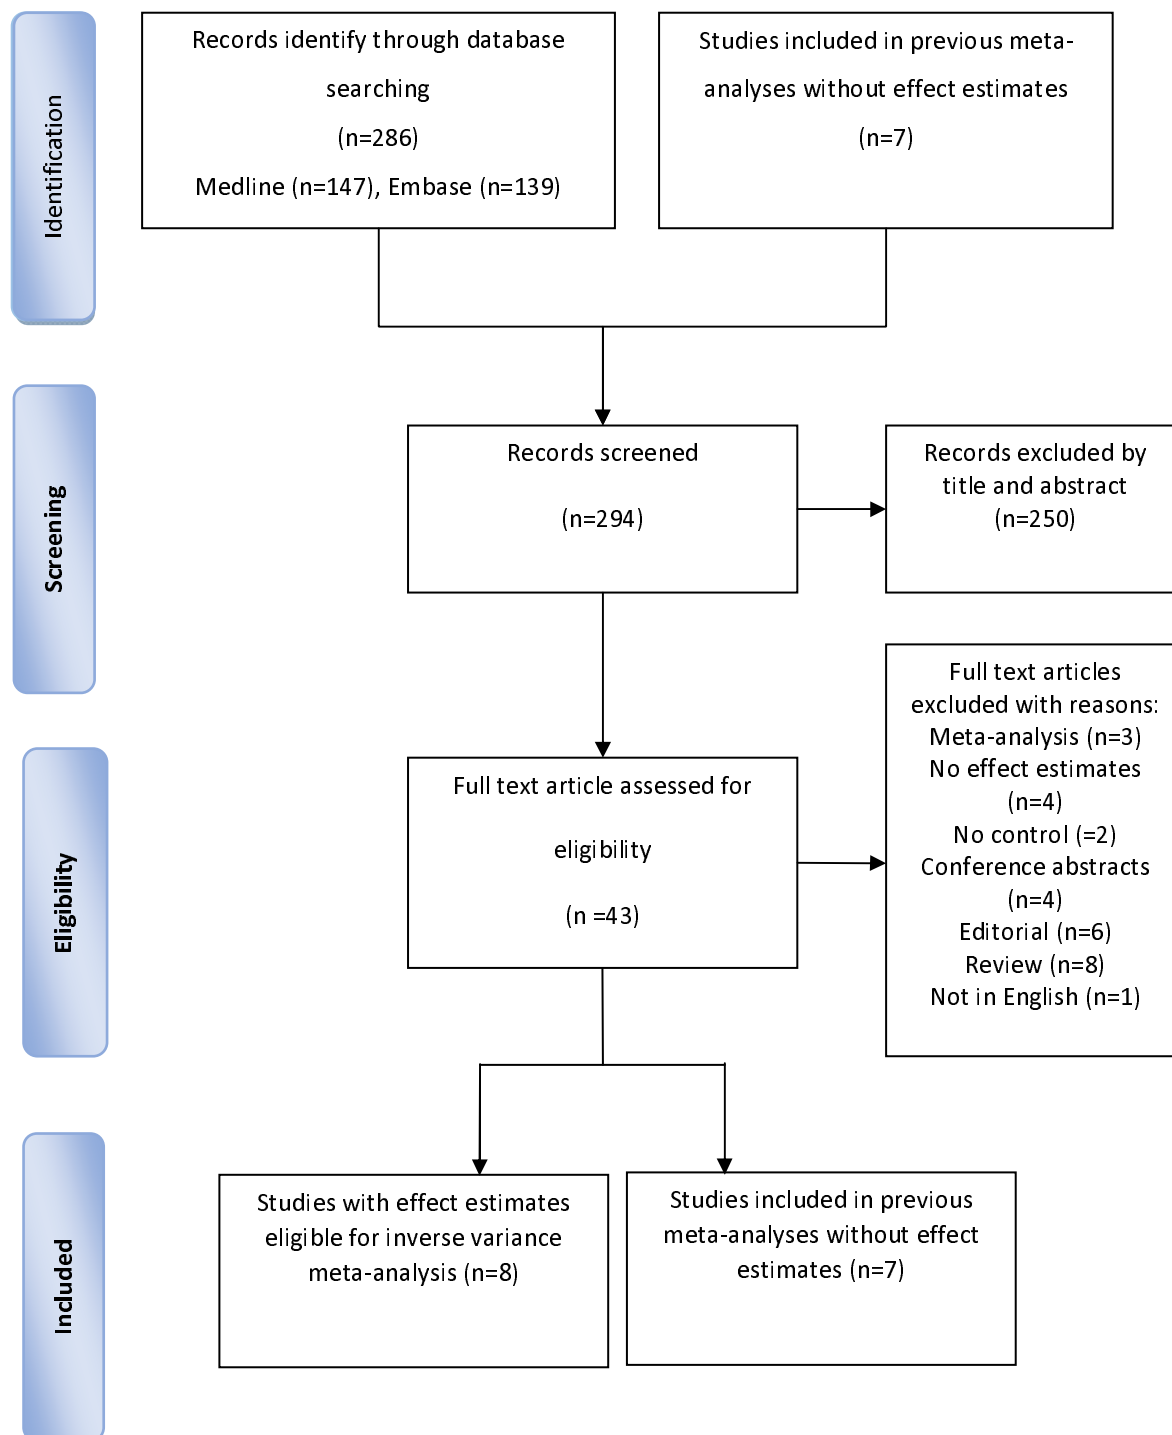 Identification
Records identify through database
searching
(n=286)
Medline (n=147), Embase (n=139)
Studies included in previous meta-
analyses without effect estimates
(n=7)
Screening
Records screened
(n=294)
Records excluded by
title and abstract
(n=250)
Eligibility
Full text article assessed for
eligibility
(n =43)
Full text articles
excluded with reasons:
Meta-analysis (n=3)
No effect estimates
(n=4)
No control (=2)
Conference abstracts
(n=4)
Editorial (n=6)
Review (n=8)
Not in English (n=1)
Included
Studies with effect estimates
eligible for inverse variance
meta-analysis (n=8)
Studies included in previous
meta-analyses without effect
estimates (n=7)